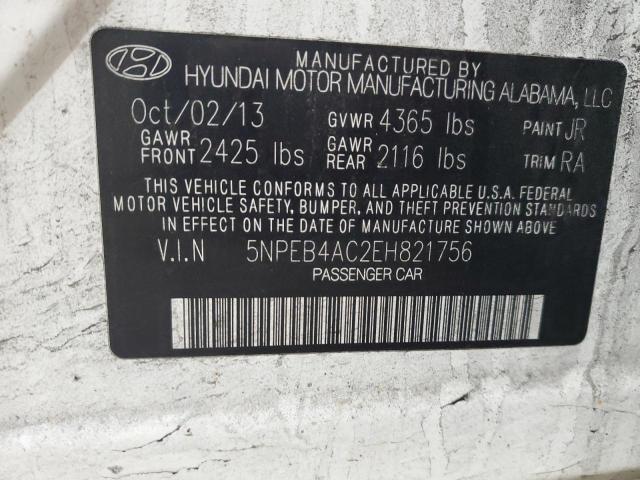 MANUFACTURED BY
HYUNDAI MOTOR MANUFACTURING ALABAMA, LLC
Oct/02/13 GVWR 4365 lbs PAINT JR
GAWR FRONT 2425 lbs GAWR REAR 2116 lbs TRIM RA
THIS VEHICLE CONFORMS TO ALL APPLICABLE U.S.A. FEDERAL
MOTOR VEHICLE SAFETY, BUMPER, AND THEFT PREVENTION STANDARDS
IN EFFECT ON THE DATE OF MANUFACTURE SHOWN ABOVE
V.I.N 5NPEB4AC2EH821756
PASSENGER CAR